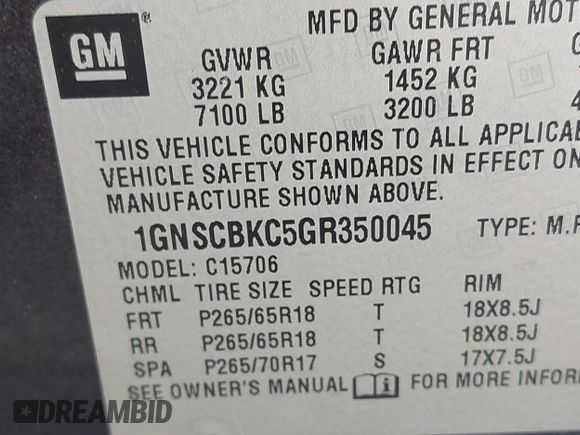 GM
MFD BY GENERAL MOT
GVWR GAWR FRT G
3221 KG 1452 KG
7100 LB 3200 LB 4
THIS VEHICLE CONFORMS TO ALL APPLICA
VEHICLE SAFETY STANDARDS IN EFFECT ON
MANUFACTURE SHOWN ABOVE.
1GNSCBKC5GR350045 TYPE: M.P
MODEL: C15706
CHML TIRE SIZE SPEED RTG RIM
FRT P265/65R18 T 18X8.5J
RR P265/65R18 T 18X8.5J
SPA P265/70R17 S 17X7.5J
SEE OWNER'S MANUAL i FOR MORE INFOR
DREAMBID